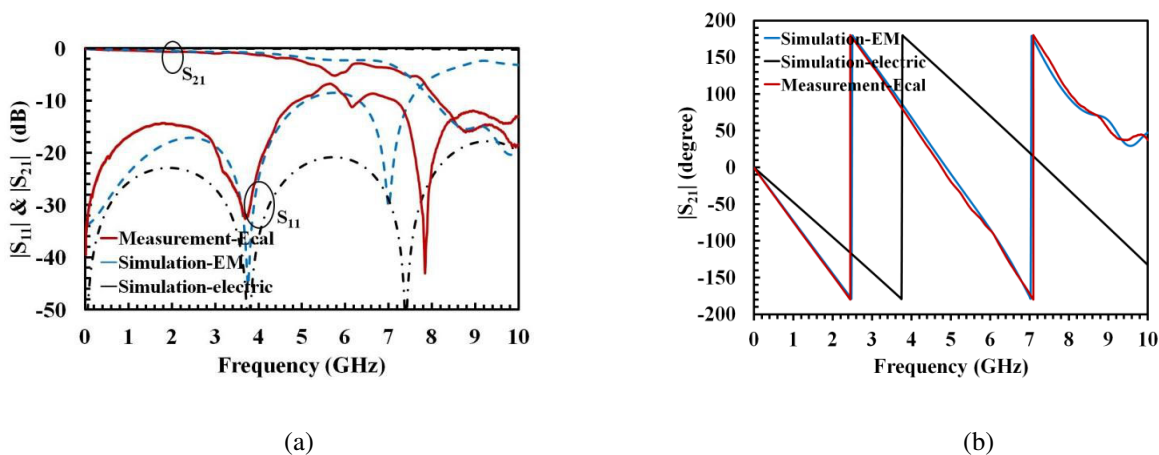 0
-10
-20
-30
-40
-50
|S11| & |S21| (dB)
S21
S11
Measurement-Ecal
Simulation-EM
Simulation-electric
0 1 2 3 4 5 6 7 8 9 10
Frequency (GHz)
(a)
200
150
100
50
0
-50
-100
-150
-200
|S21| (degree)
Simulation-EM
Simulation-electric
Measurement-Ecal
0 1 2 3 4 5 6 7 8 9 10
Frequency (GHz)
(b)